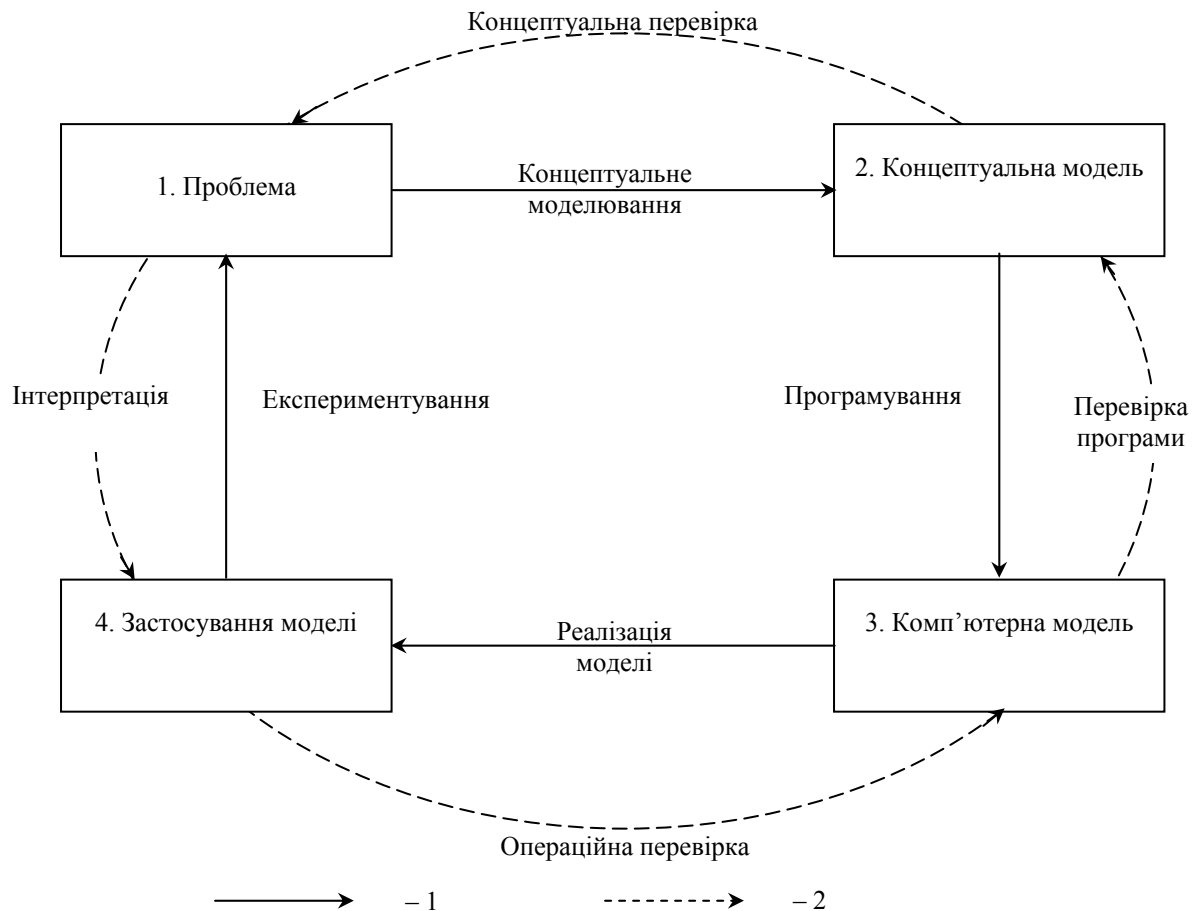 Концептуальна перевірка
1. Проблема
Концептуальне
моделювання
2. Концептуальна модель
Інтерпретація
Експериментування
Програмування
Перевірка
програми
4. Застосування моделі
Реалізація
моделі
3. Комп’ютерна модель
Операційна перевірка
– 1
– 2